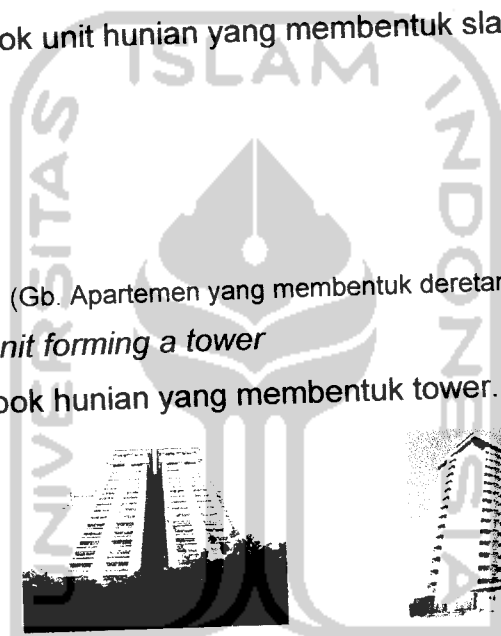 ok unit hunian yang membentuk sla
ISLAM
UNIVERSITAS
INDONESIA
(Gb. Apartemen yang membentuk dereta
nit forming a tower
ook hunian yang membentuk tower.